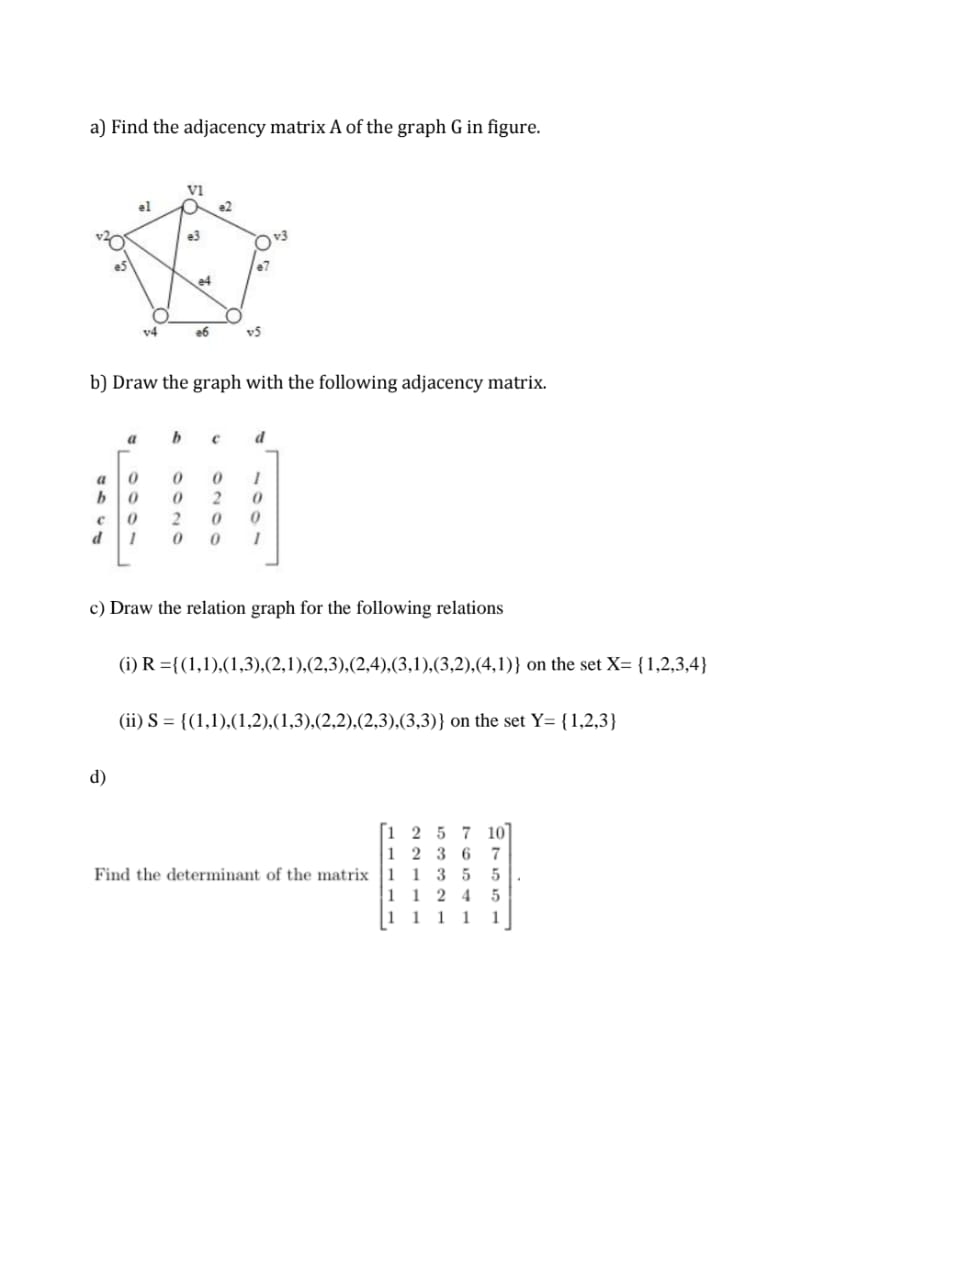 a) Find the adjacency matrix A of the graph G in figure.
V1
e1 e2
v2 e3 v3
e5 e7
e4
v4 e6 v5
b) Draw the graph with the following adjacency matrix.
a b c d
a 0 0 0 1
b 0 0 2 0
c 0 2 0 0
d 1 0 0 1
c) Draw the relation graph for the following relations
(i) R ={(1,1),(1,3),(2,1),(2,3),(2,4),(3,1),(3,2),(4,1)} on the set X= {1,2,3,4}
(ii) S = {(1,1),(1,2),(1,3),(2,2),(2,3),(3,3)} on the set Y= {1,2,3}
d)
1 2 5 7 10
1 2 3 6 7
Find the determinant of the matrix 1 1 3 5 5 .
1 1 2 4 5
1 1 1 1 1